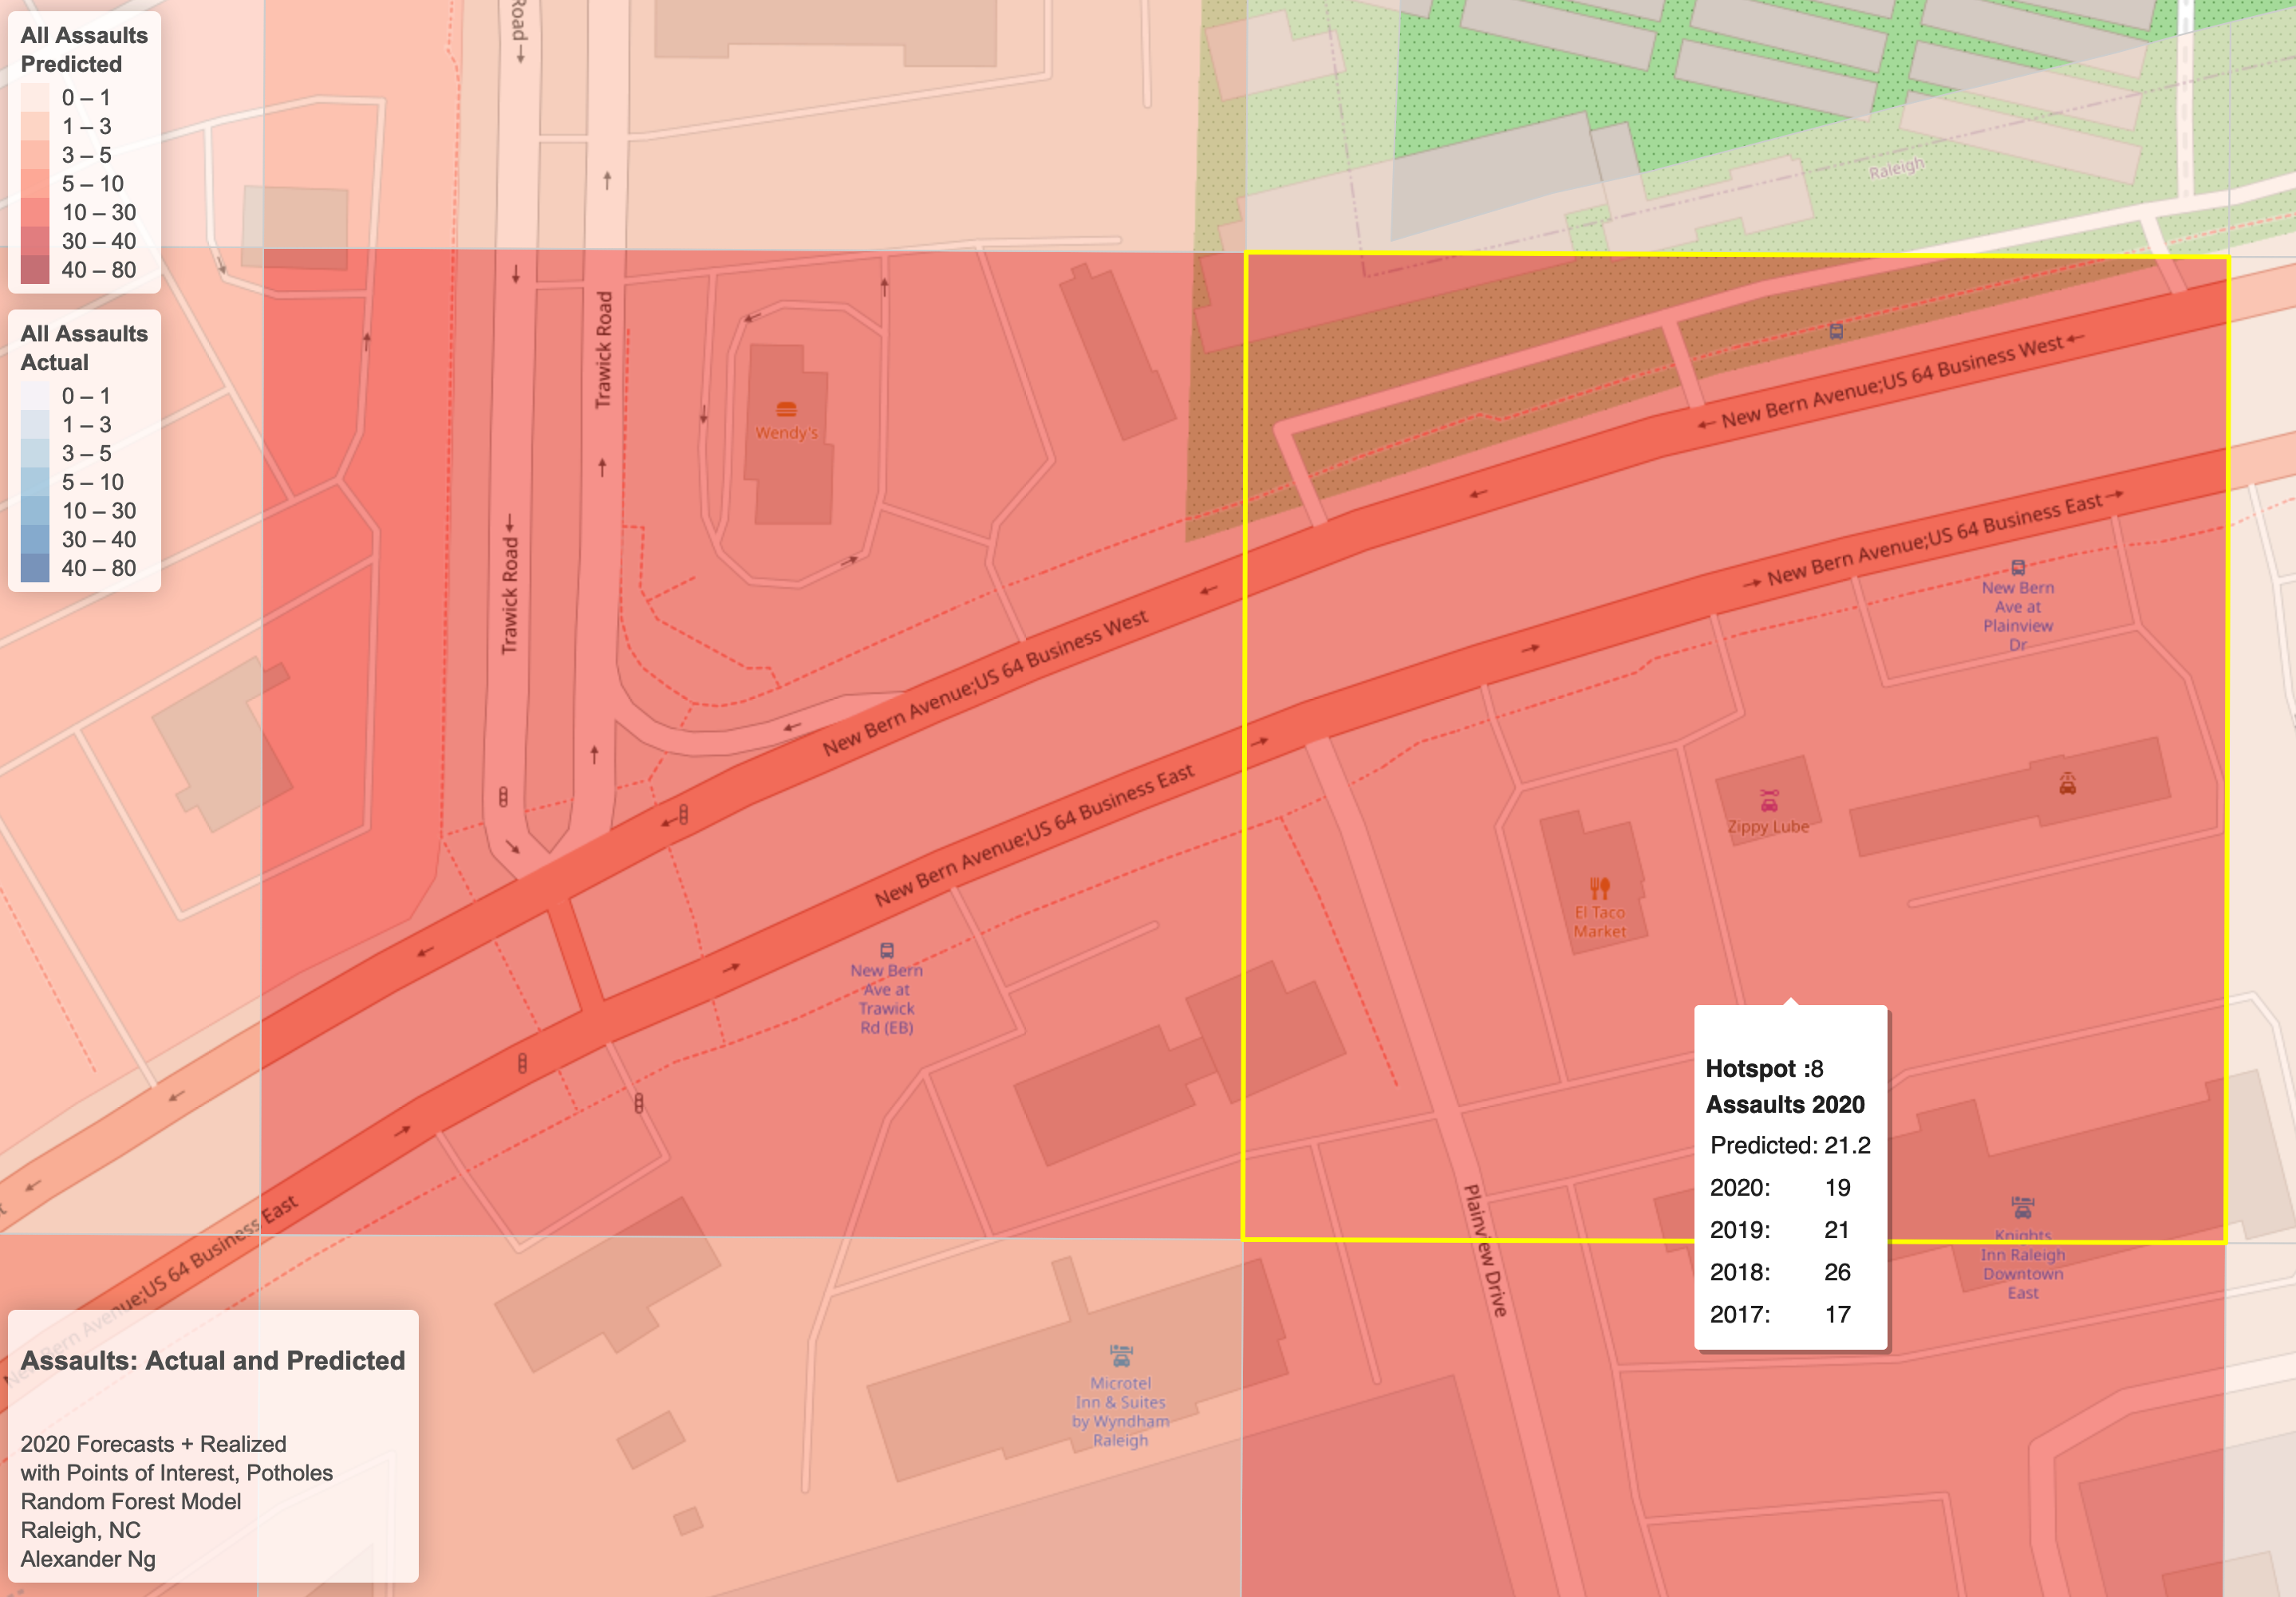 All Assaults
Predicted
0 – 1
1 – 3
3 – 5
5 – 10
10 – 30
30 – 40
40 – 80
All Assaults
Actual
0 – 1
1 – 3
3 – 5
5 – 10
10 – 30
30 – 40
40 – 80
Road
Raleigh
Trawick Road
Trawick Road
Wendy's
New Bern Avenue;US 64 Business West
New Bern Avenue;US 64 Business East
New Bern
Ave at
Plainview
Dr
New Bern Avenue;US 64 Business West
New Bern Avenue;US 64 Business East
Zippy Lube
El Taco
Market
New Bern
Ave at
Trawick
Rd (EB)
Hotspot :8
Assaults 2020
Predicted: 21.2
2020: 19
2019: 21
2018: 26
2017: 17
Plainview Drive
Knights
Inn Raleigh
Downtown
East
New Bern Avenue;US 64 Business East
Microtel
Inn & Suites
by Wyndham
Raleigh
Assaults: Actual and Predicted
2020 Forecasts + Realized
with Points of Interest, Potholes
Random Forest Model
Raleigh, NC
Alexander Ng